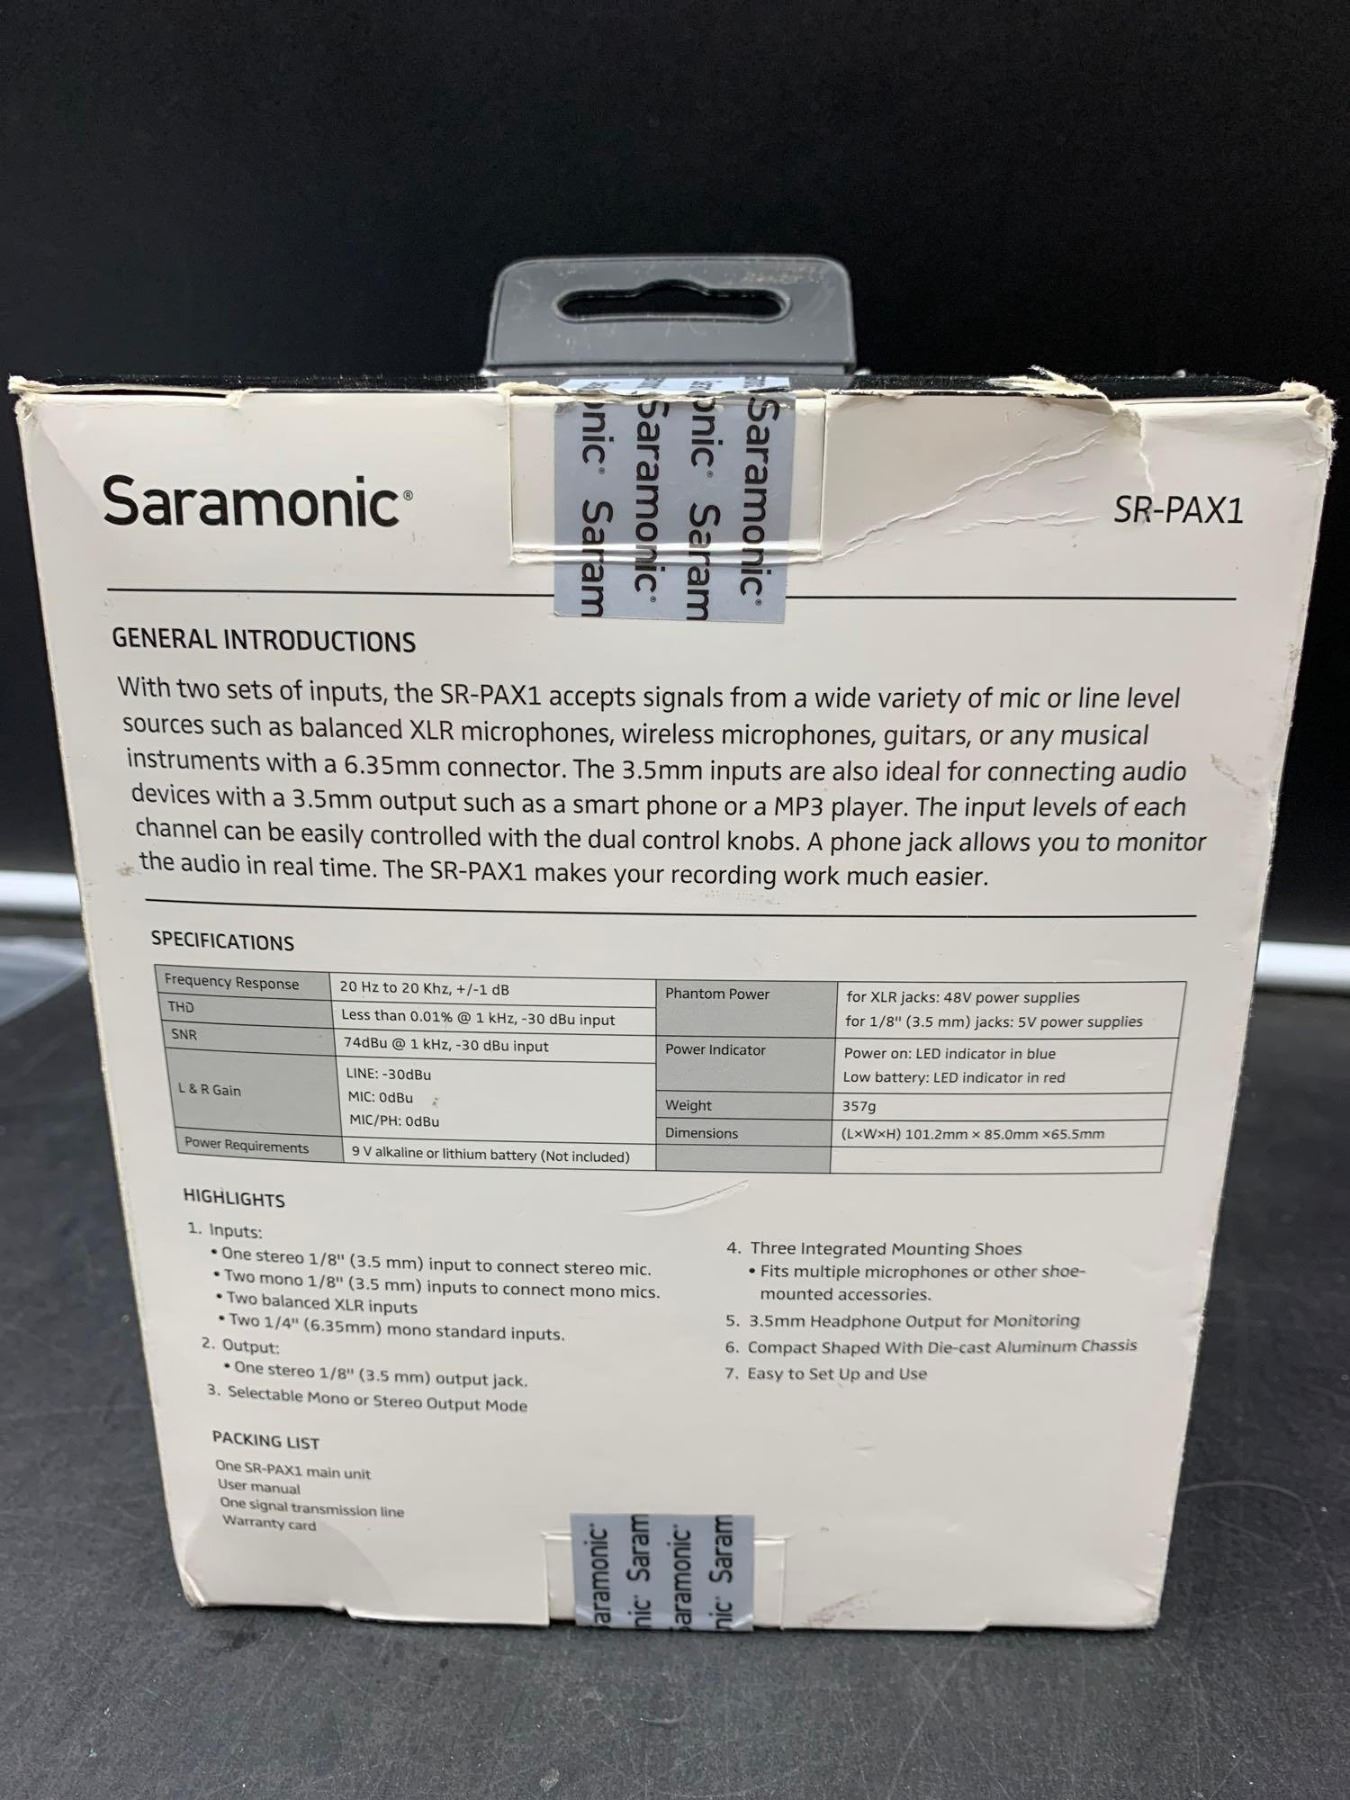 Saramonic®
SR-PAX1
onic® Saram
Saramonic®
onic® Saram
Saramonic®
GENERAL INTRODUCTIONS
With two sets of inputs, the SR-PAX1 accepts signals from a wide variety of mic or line level
sources such as balanced XLR microphones, wireless microphones, guitars, or any musical
instruments with a 6.35mm connector. The 3.5mm inputs are also ideal for connecting audio
devices with a 3.5mm output such as a smart phone or a MP3 player. The input levels of each
channel can be easily controlled with the dual control knobs. A phone jack allows you to monitor
the audio in real time. The SR-PAX1 makes your recording work much easier.
SPECIFICATIONS
Frequency Response 20 Hz to 20 Khz, +/-1 dB
THD Less than 0.01% @ 1 kHz, -30 dBu input
SNR 74dBu @ 1 kHz, -30 dBu input
L & R Gain
LINE: -30dBu
MIC: 0dBu
MIC/PH: 0dBu
Power Requirements 9 V alkaline or lithium battery (Not included)
Phantom Power
for XLR jacks: 48V power supplies
for 1/8" (3.5 mm) jacks: 5V power supplies
Power Indicator
Power on: LED indicator in blue
Low battery: LED indicator in red
Weight 357g
Dimensions (L×W×H) 101.2mm × 85.0mm ×65.5mm
HIGHLIGHTS
1. Inputs:
• One stereo 1/8" (3.5 mm) input to connect stereo mic.
• Two mono 1/8" (3.5 mm) inputs to connect mono mics.
• Two balanced XLR inputs
• Two 1/4" (6.35mm) mono standard inputs.
2. Output:
• One stereo 1/8" (3.5 mm) output jack.
3. Selectable Mono or Stereo Output Mode
4. Three Integrated Mounting Shoes
• Fits multiple microphones or other shoe-
mounted accessories.
5. 3.5mm Headphone Output for Monitoring
6. Compact Shaped With Die-cast Aluminum Chassis
7. Easy to Set Up and Use
PACKING LIST
One SR-PAX1 main unit
User manual
One signal transmission line
Warranty card
aramonic®
nic® Saram
aramonic®
nic® Saram